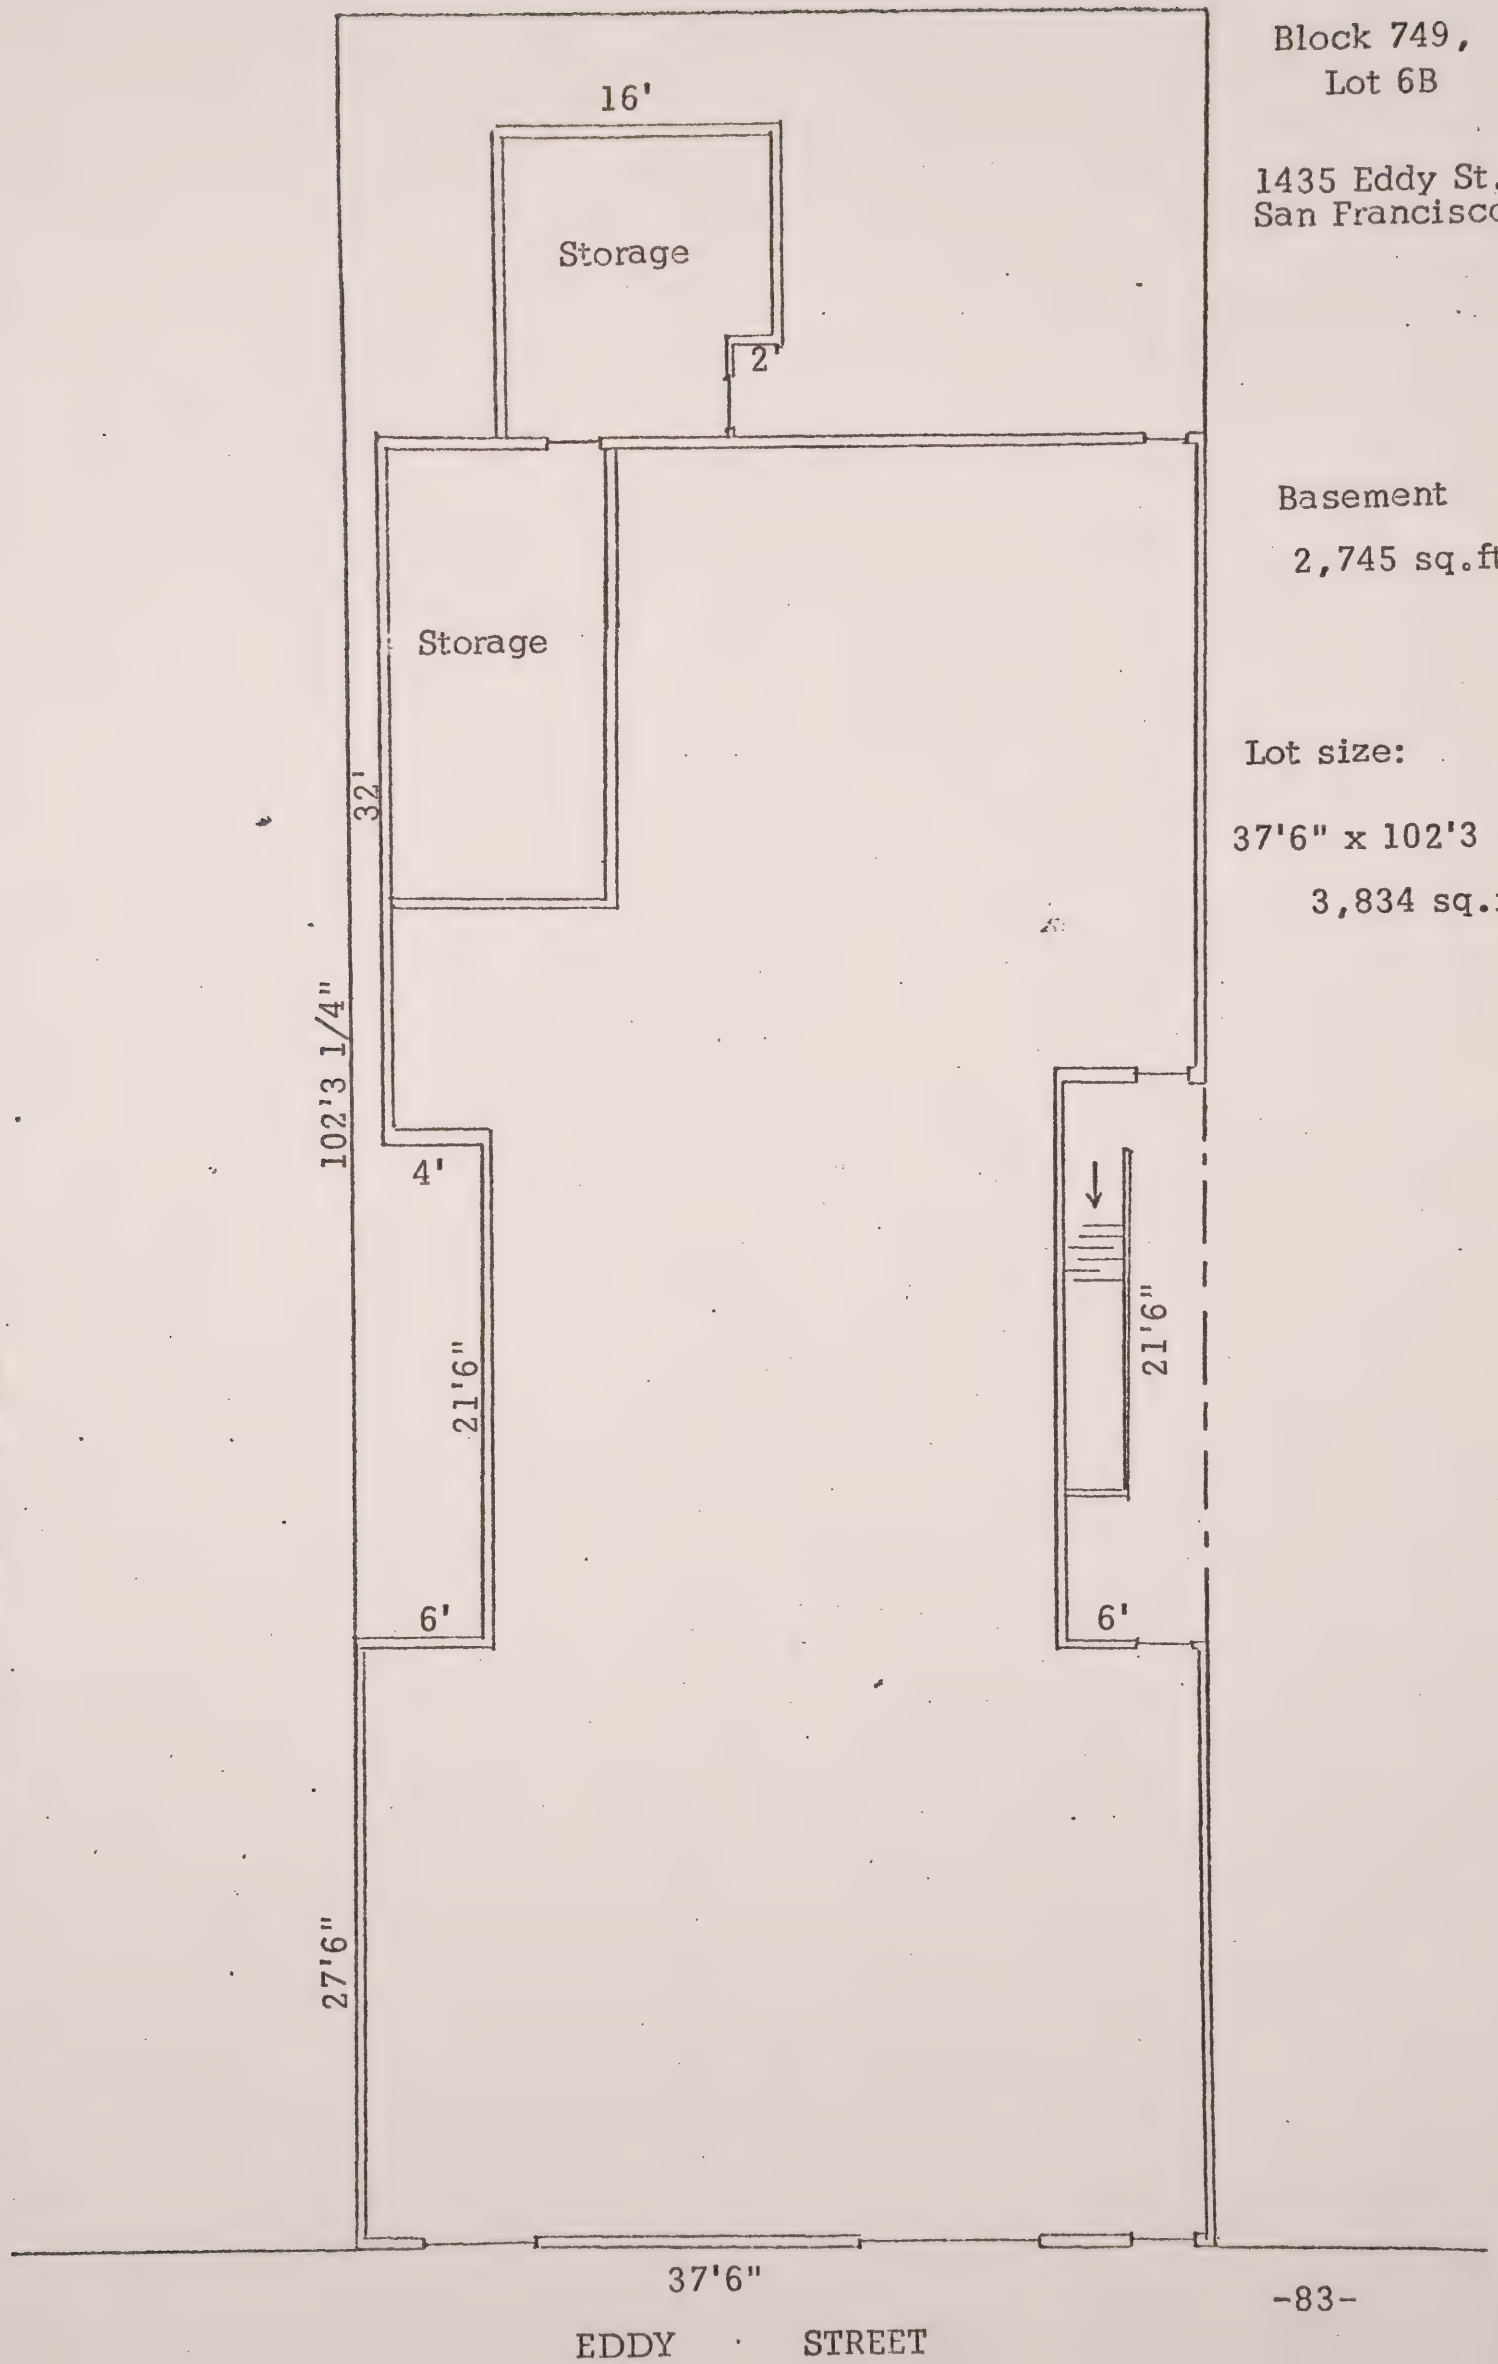 Block 749,
Lot 6B
16'
1435 Eddy St.
San Francisco
Storage
2'
Basement
2,745 sq.ft
Storage
Lot size:
32'
37'6" x 102'3
3,834 sq.
102'3 1/4"
4'
21'6"
21'6"
6'
6'
27'6"
37'6"
-83-
EDDY STREET